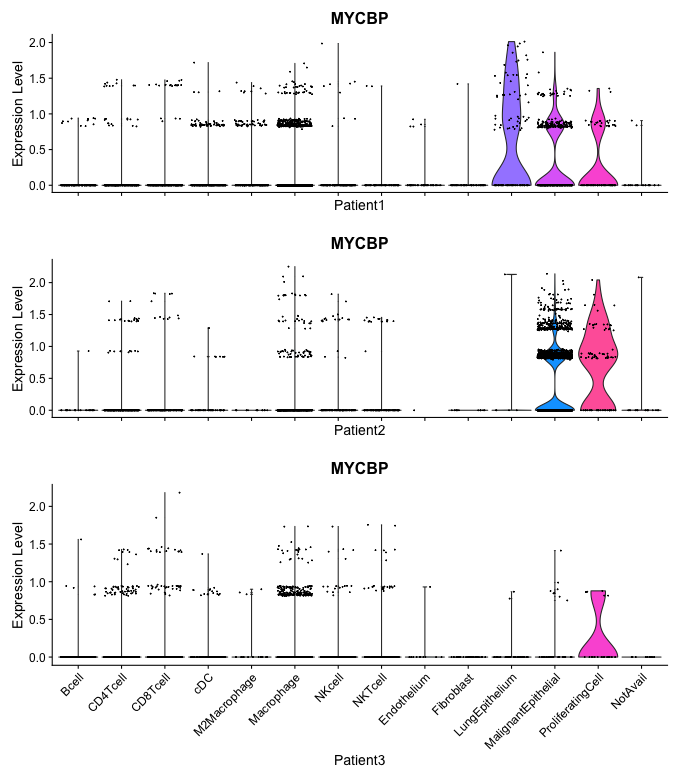 MYCBP
Expression Level
2.0
1.5
1.0
0.5
0.0
Patient1
MYCBP
Expression Level
2.0
1.5
1.0
0.5
0.0
Patient2
MYCBP
Expression Level
2.0
1.5
1.0
0.5
0.0
Bcell
CD4Tcell
CD8Tcell
cDC
M2Macrophage
Macrophage
NKcell
NKTcell
Endothelium
Fibroblast
LungEpithelium
MalignantEpithelial
ProliferatingCell
NotAvail
Patient3